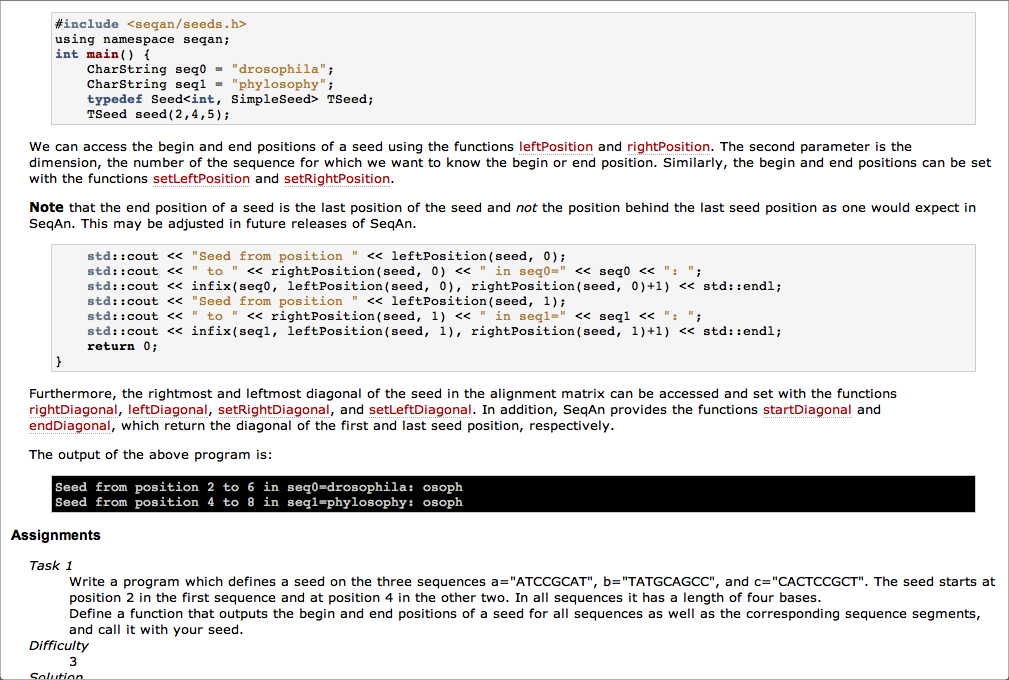 #include <seqan/seeds.h>
using namespace seqan;
int main() {
    CharString seq0 = "drosophila";
    CharString seq1 = "phylosophy";
    typedef Seed<int, SimpleSeed> TSeed;
    TSeed seed(2,4,5);
We can access the begin and end positions of a seed using the functions leftPosition and rightPosition. The second parameter is the
dimension, the number of the sequence for which we want to know the begin or end position. Similarly, the begin and end positions can be set
with the functions setLeftPosition and setRightPosition.
Note that the end position of a seed is the last position of the seed and not the position behind the last seed position as one would expect in
SeqAn. This may be adjusted in future releases of SeqAn.
    std::cout << "Seed from position " << leftPosition(seed, 0);
    std::cout << " to " << rightPosition(seed, 0) << " in seq0=" << seq0 << ": ";
    std::cout << infix(seq0, leftPosition(seed, 0), rightPosition(seed, 0)+1) << std::endl;
    std::cout << "Seed from position " << leftPosition(seed, 1);
    std::cout << " to " << rightPosition(seed, 1) << " in seq1=" << seq1 << ": ";
    std::cout << infix(seq1, leftPosition(seed, 1), rightPosition(seed, 1)+1) << std::endl;
    return 0;
}
Furthermore, the rightmost and leftmost diagonal of the seed in the alignment matrix can be accessed and set with the functions
rightDiagonal, leftDiagonal, setRightDiagonal, and setLeftDiagonal. In addition, SeqAn provides the functions startDiagonal and
endDiagonal, which return the diagonal of the first and last seed position, respectively.
The output of the above program is:
Seed from position 2 to 6 in seq0=drosophila: osoph
Seed from position 4 to 8 in seq1=phylosophy: osoph
Assignments
Task 1
Write a program which defines a seed on the three sequences a="ATCCGCAT", b="TATGCAGCC", and c="CACTCCGCT". The seed starts at
position 2 in the first sequence and at position 4 in the other two. In all sequences it has a length of four bases.
Define a function that outputs the begin and end positions of a seed for all sequences as well as the corresponding sequence segments,
and call it with your seed.
Difficulty
3
Solution